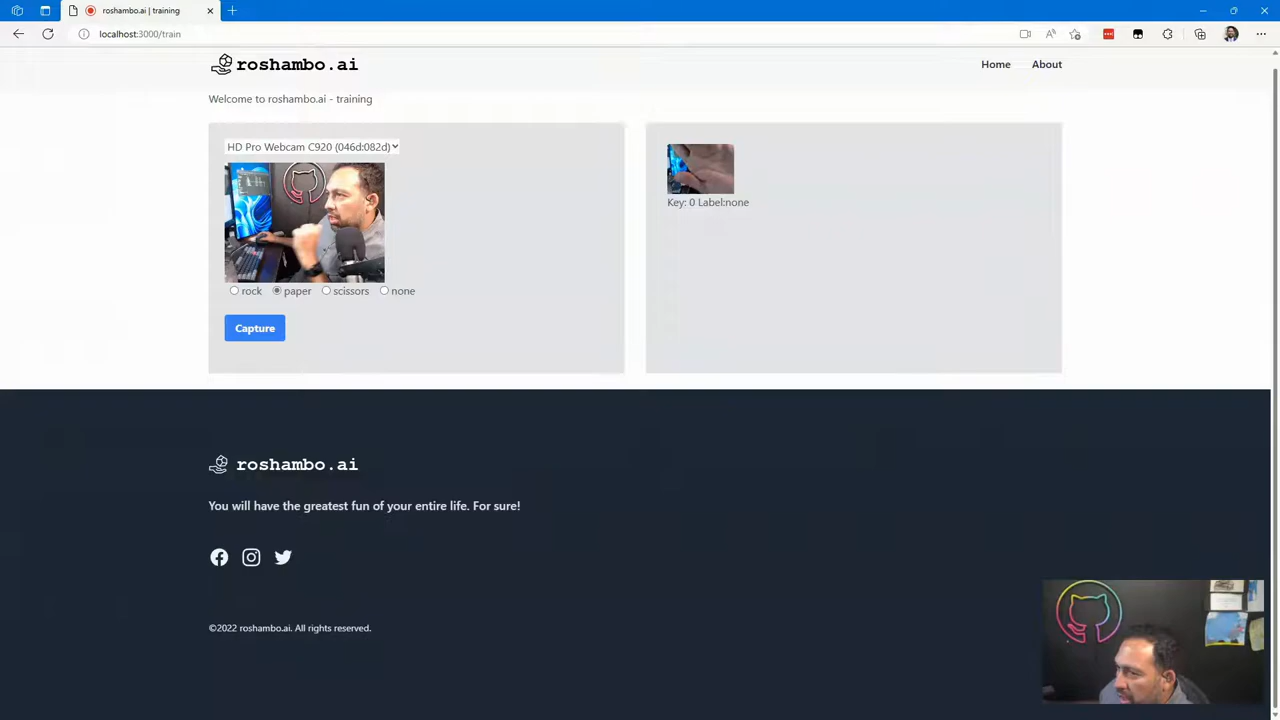 roshambo.ai | training
localhost:3000/train
roshambo.ai
Home
About
Welcome to roshambo.ai - training
HD Pro Webcam C920 (046d:082d)
rock
paper
scissors
none
Capture
Key: 0 Label:none
roshambo.ai
You will have the greatest fun of your entire life. For sure!
©2022 roshambo.ai. All rights reserved.